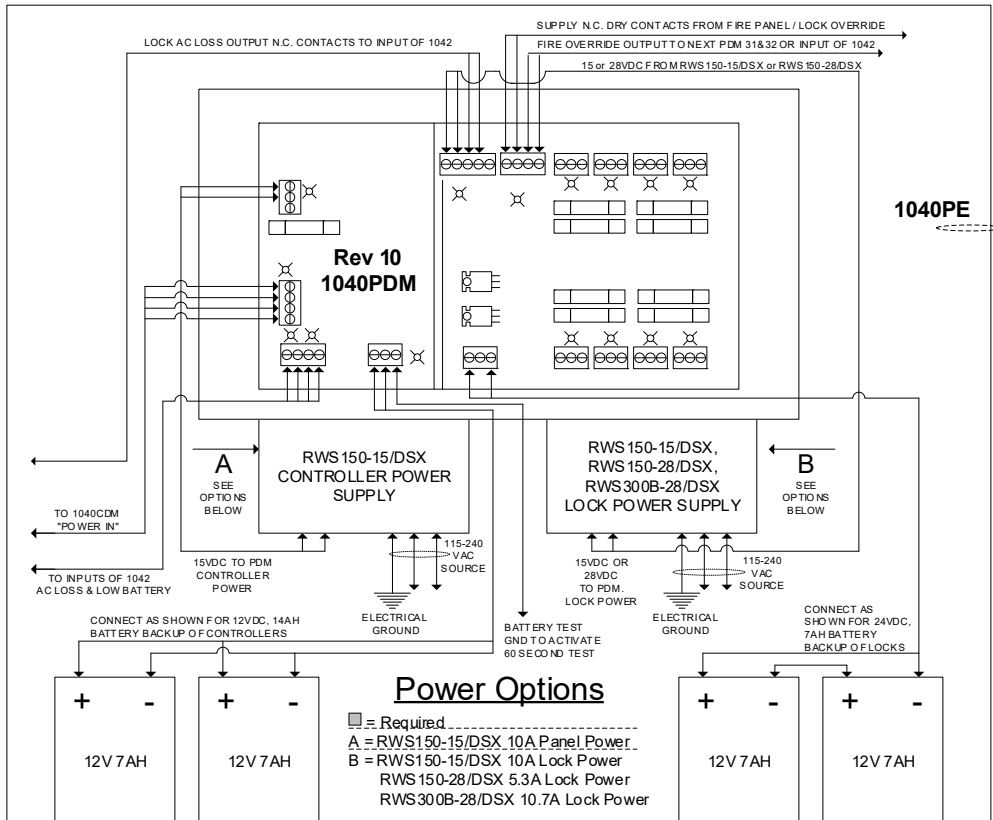 SUPPLY N.C. DRY CONTACTS FROM FIRE PANEL / LOCK OVERRIDE
LOCK AC LOSS OUTPUT N.C. CONTACTS TO INPUT OF 1042
FIRE OVERRIDE OUTPUT TO NEXT PDM 31&32 OR INPUT OF 1042
15 or 28VDC FROM RWS150-15/DSX or RWS150-28/DSX
1040PE
Rev 10
1040PDM
A
SEE
OPTIONS
BELOW
RWS150-15/DSX
CONTROLLER POWER
SUPPLY
RWS150-15/DSX,
RWS150-28/DSX,
RWS300B-28/DSX
LOCK POWER SUPPLY
B
SEE
OPTIONS
BELOW
TO 1040CDM
"POWER IN"
TO INPUTS OF 1042
AC LOSS & LOW BATTERY
15VDC TO PDM
CONTROLLER
POWER
115-240
VAC
SOURCE
ELECTRICAL
GROUND
15VDC OR
28VDC
TO PDM.
LOCK POWER
115-240
VAC
SOURCE
ELECTRICAL
GROUND
CONNECT AS SHOWN FOR 12VDC, 14AH
BATTERY BACKUP OF CONTROLLERS
BATTERY TEST
GND TO ACTIVATE
60 SECOND TEST
CONNECT AS
SHOWN FOR 24VDC,
7AH BATTERY
BACKUP OF LOCKS
+ -
12V 7AH
+ -
12V 7AH
Power Options
= Required
A = RWS150-15/DSX 10A Panel Power
B = RWS150-15/DSX 10A Lock Power
RWS150-28/DSX 5.3A Lock Power
RWS300B-28/DSX 10.7A Lock Power
+ -
12V 7AH
+ -
12V 7AH